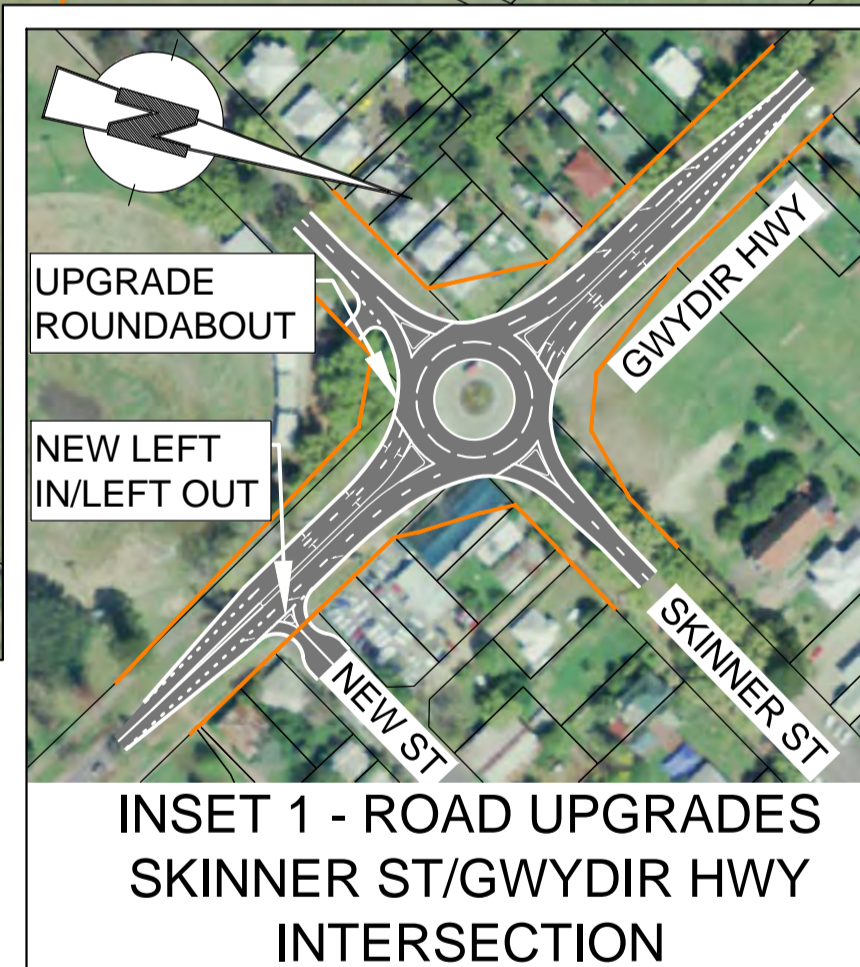 N
UPGRADE
ROUNDABOUT
GWYDIR HWY
NEW LEFT
IN/LEFT OUT
SKINNER ST
NEW ST
INSET 1 - ROAD UPGRADES
SKINNER ST/GWYDIR HWY
INTERSECTION